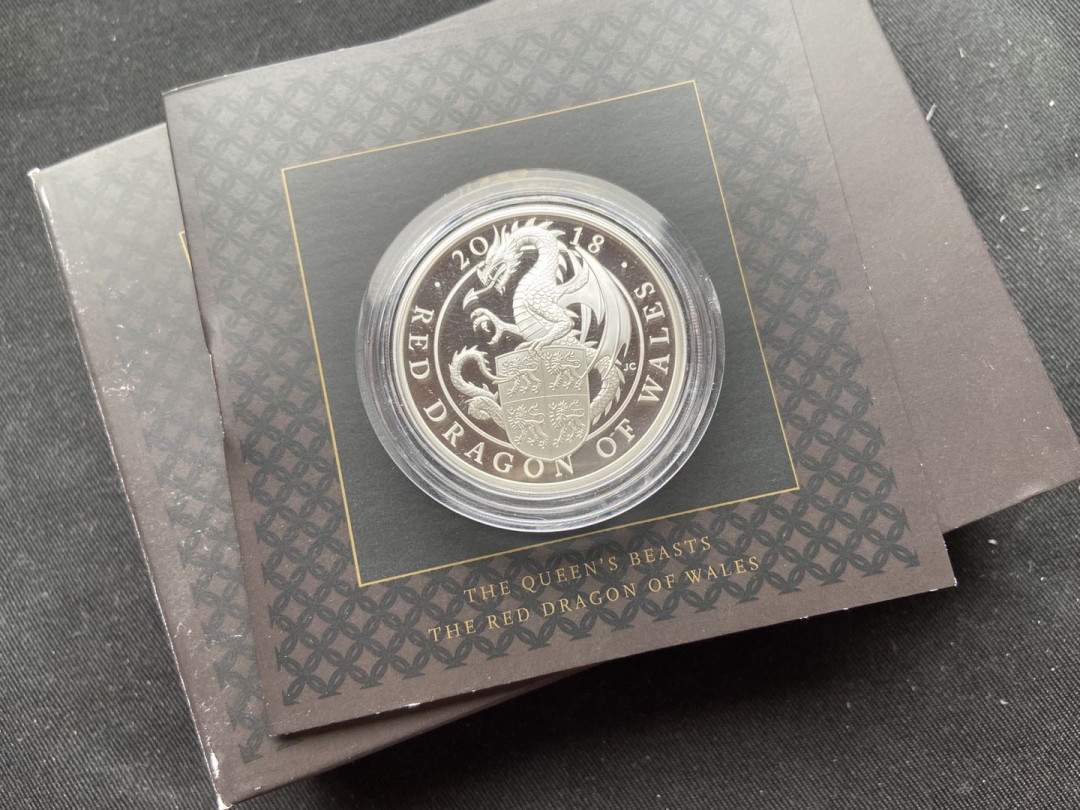 · 2018 ·
RED DRAGON OF WALES
JC
THE QUEEN'S BEASTS
THE RED DRAGON OF WALES